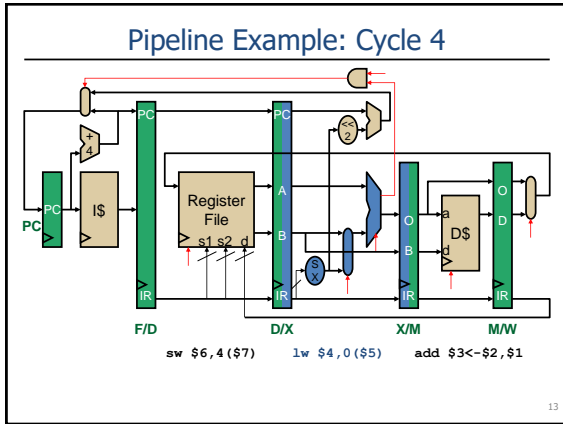 Pipeline Example: Cycle 4
PC
PC
<<
2
+
4
PC
PC
I$
Register
File
s1 s2 d
A
B
S
X
O
B
a
D$
d
O
D
IR
IR
IR
IR
F/D
D/X
X/M
M/W
sw $6,4($7)
lw $4,0($5)
add $3<-$2,$1
13